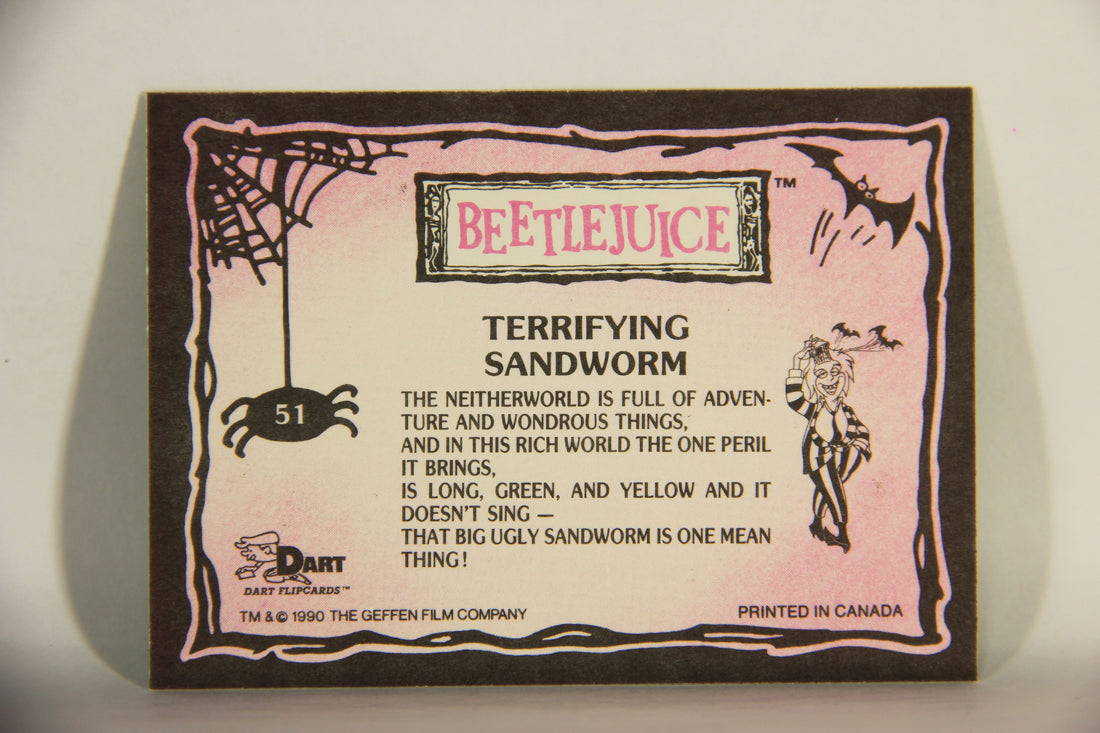 BEETLEJUICE ™
TERRIFYING
SANDWORM
THE NEITHERWORLD IS FULL OF ADVEN-
TURE AND WONDROUS THINGS,
AND IN THIS RICH WORLD THE ONE PERIL
IT BRINGS,
IS LONG, GREEN, AND YELLOW AND IT
DOESN'T SING —
THAT BIG UGLY SANDWORM IS ONE MEAN
THING!
51
DART
DART FLIPCARDS™
TM & © 1990 THE GEFFEN FILM COMPANY
PRINTED IN CANADA